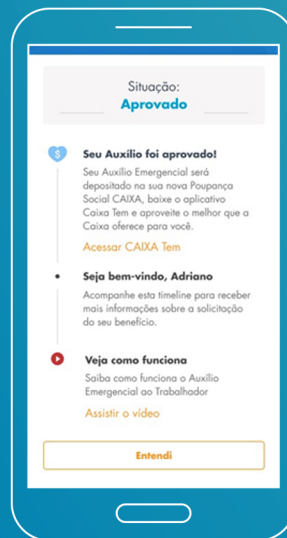 Situação:
Aprovado
Seu Auxílio foi aprovado!
Seu Auxílio Emergencial será
depositado na sua nova Poupança
Social CAIXA, baixe o aplicativo
Caixa Tem e aproveite o melhor que a
Caixa oferece para você.
Acessar CAIXA Tem
Seja bem-vindo, Adriano
Acompanhe esta timeline para receber
mais informações sobre a solicitação
do seu benefício.
Veja como funciona
Saiba como funciona o Auxílio
Emergencial ao Trabalhador
Assistir o vídeo
Entendi